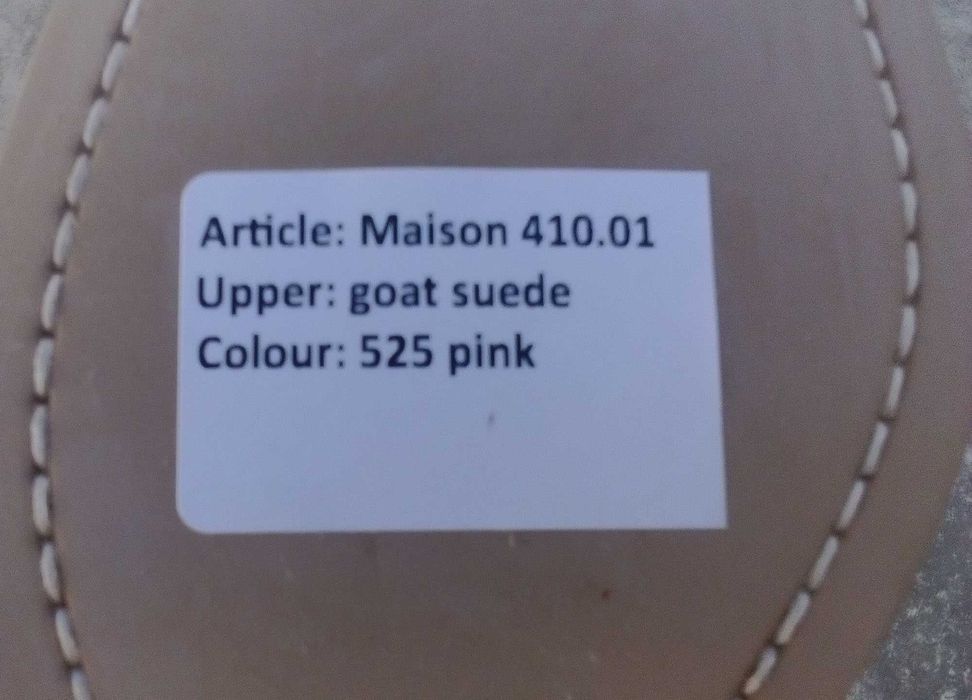 Article: Maison 410.01
Upper: goat suede
Colour: 525 pink